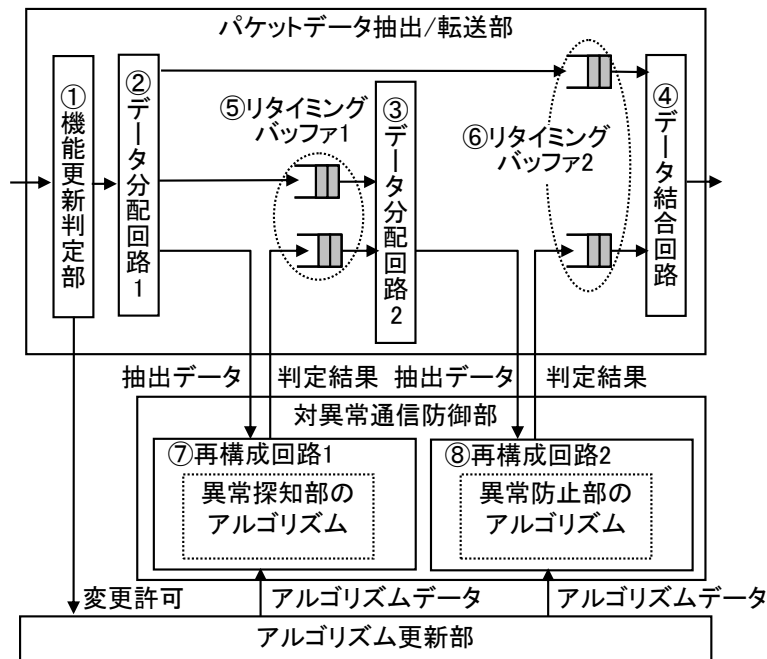 パケットデータ抽出/転送部
①機能更新判定部
②データ分配回路1
⑤リタイミング
バッファ1
③データ分配回路2
⑥リタイミング
バッファ2
④データ結合回路
抽出データ
判定結果
抽出データ
判定結果
対異常通信防御部
⑦再構成回路1
異常探知部の
アルゴリズム
⑧再構成回路2
異常防止部の
アルゴリズム
変更許可
アルゴリズムデータ
アルゴリズムデータ
アルゴリズム更新部